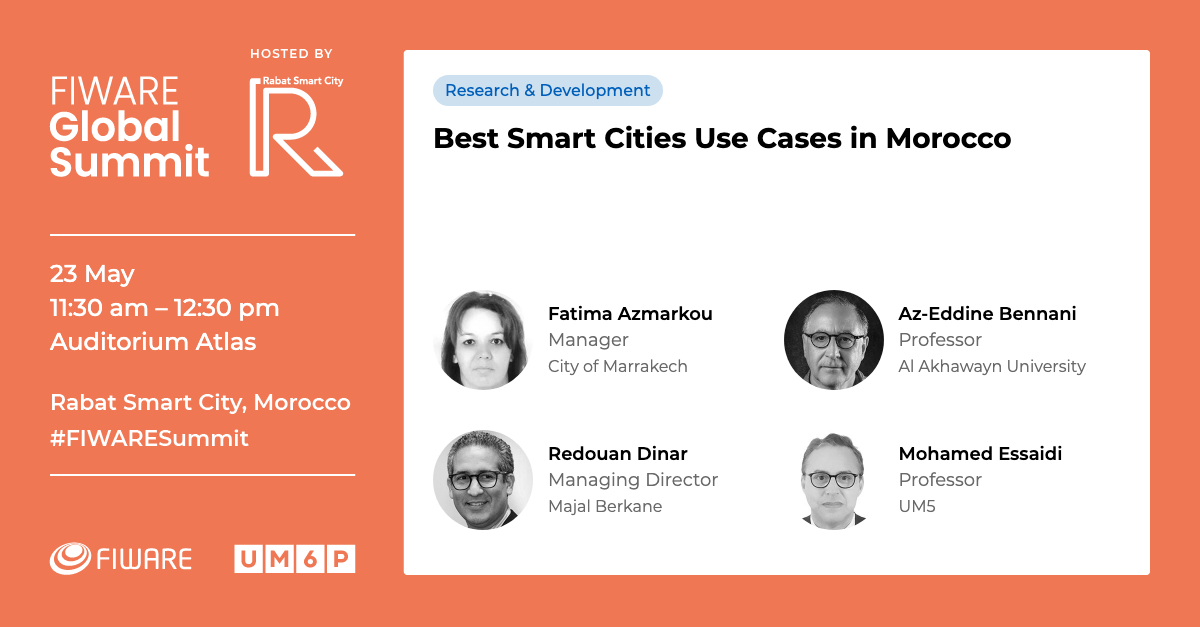 HOSTED BY
FIWARE
Global
Summit
Rabat Smart City
R
23 May
11:30 am – 12:30 pm
Auditorium Atlas
Rabat Smart City, Morocco
#FIWARESummit
FIWARE
UM6P
Research & Development
Best Smart Cities Use Cases in Morocco
Fatima Azmarkou
Manager
City of Marrakech
Az-Eddine Bennani
Professor
Al Akhawayn University
Redouan Dinar
Managing Director
Majal Berkane
Mohamed Essaidi
Professor
UM5